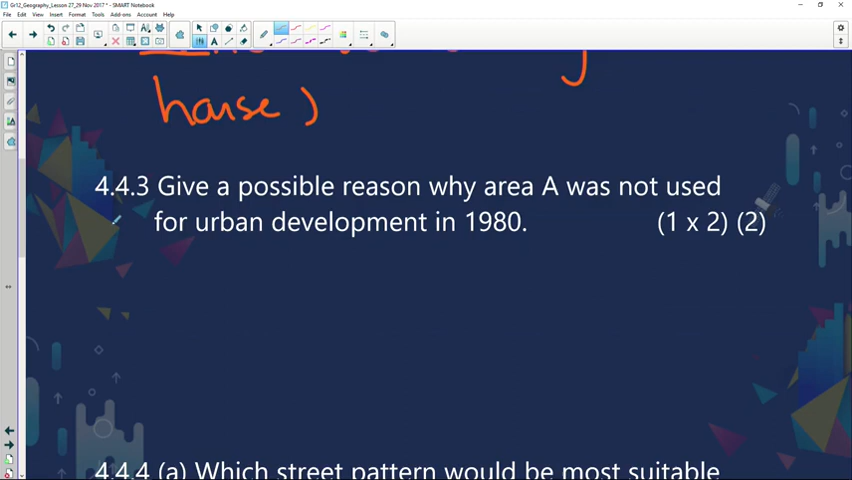 Gr12_Geography_Lesson 27_29 Nov 2017 * - SMART Notebook
File Edit View Insert Format Tools Add-ons Account Help
house )
4.4.3 Give a possible reason why area A was not used
for urban development in 1980. (1 x 2) (2)
4.4.4 (a) Which street pattern would be most suitable